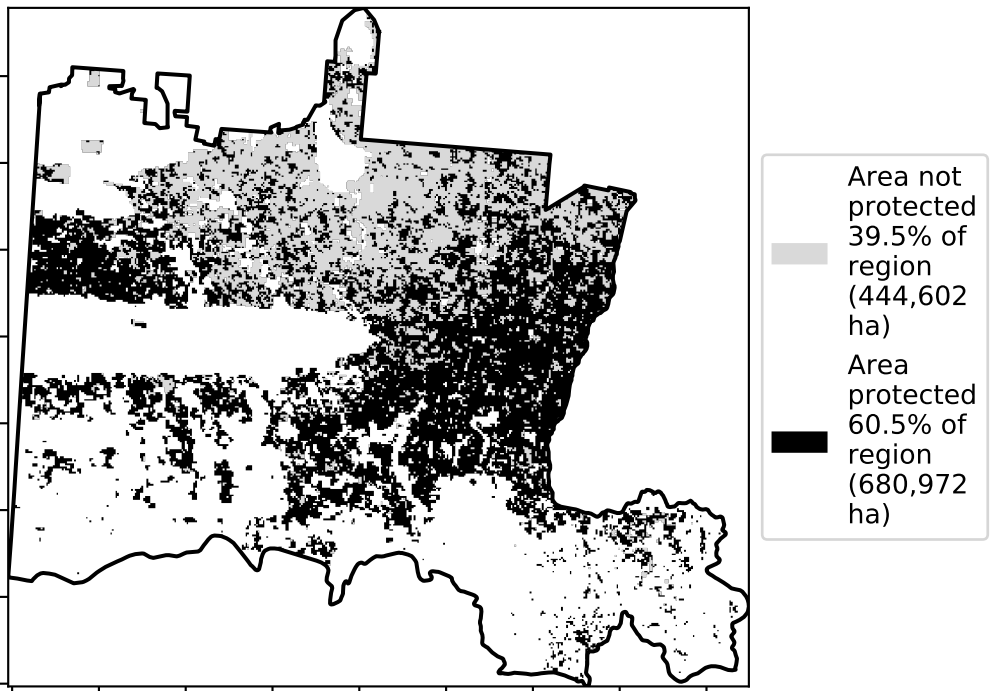 Area not
protected
39.5% of
region
(444,602
ha)
Area
protected
60.5% of
region
(680,972
ha)